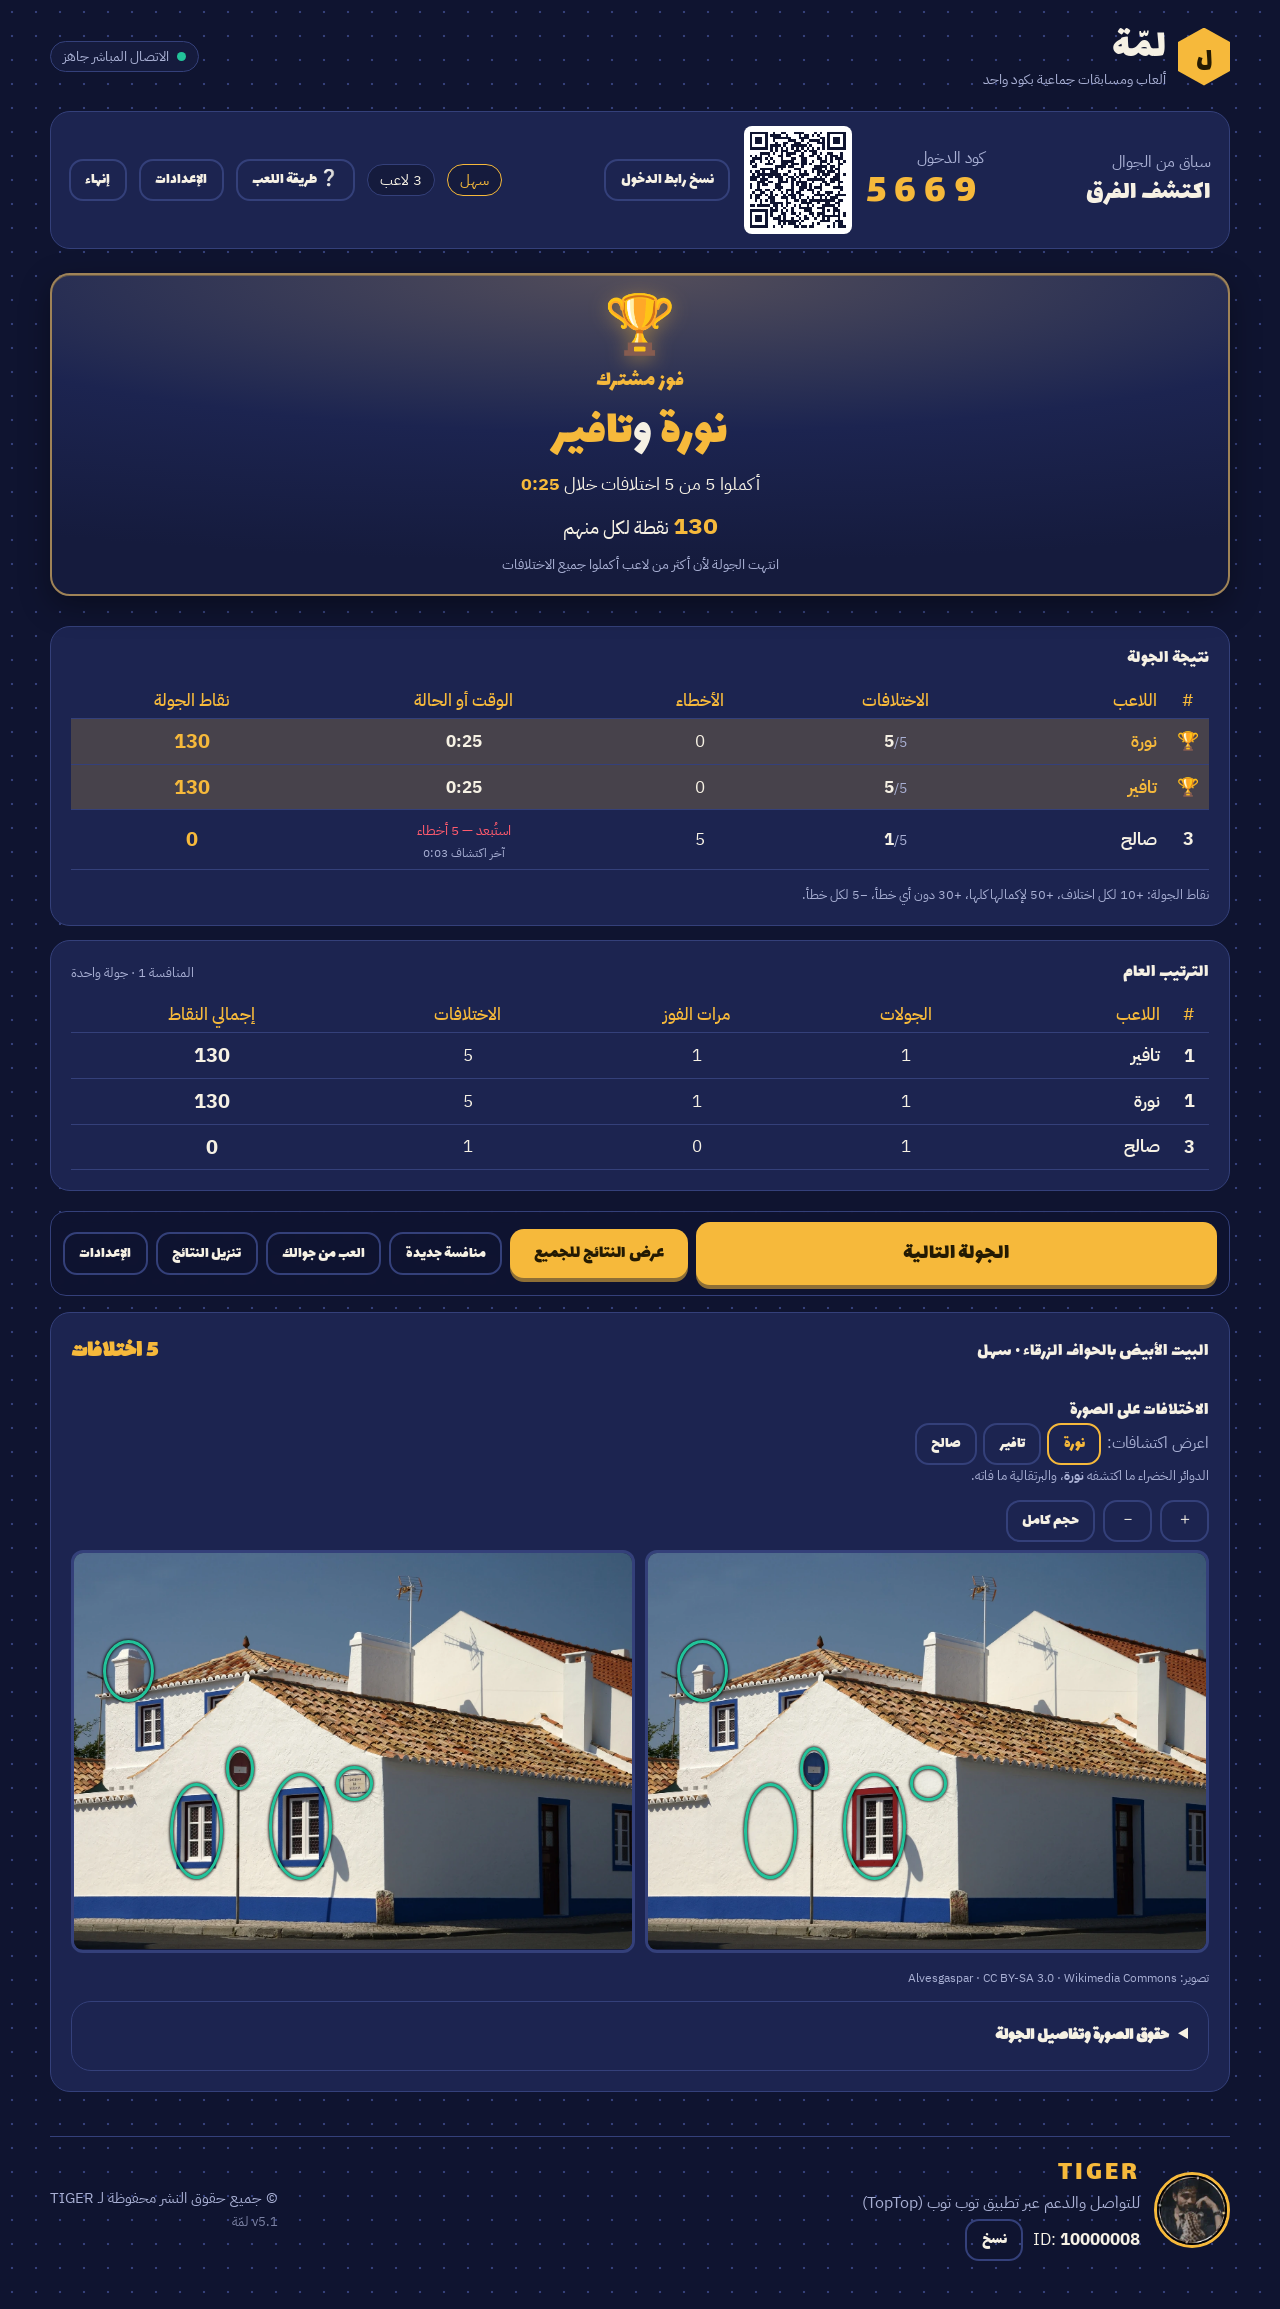 ل
لمّة
ألعاب ومسابقات جماعية بكود واحد
الاتصال المباشر جاهز
سباق من الجوال
اكتشف الفرق
كود الدخول
5669
نسخ رابط الدخول
سهل
3 لاعب
❔ طريقة اللعب
الإعدادات
إنهاء
فوز مشترك
نورة وتافير
أكملوا 5 من 5 اختلافات خلال 0:25
130 نقطة لكل منهم
انتهت الجولة لأن أكثر من لاعب أكملوا جميع الاختلافات
نتيجة الجولة
# اللاعب الاختلافات الأخطاء الوقت أو الحالة نقاط الجولة
🏆 نورة 5/5 0 0:25 130
🏆 تافير 5/5 0 0:25 130
3 صالح 1/5 5 استُبعد — 5 أخطاء 0
آخر اكتشاف 0:03
نقاط الجولة: +10 لكل اختلاف، +50 لإكمالها كلها، +30 دون أي خطأ، −5 لكل خطأ.
الترتيب العام
المنافسة 1 · جولة واحدة
# اللاعب الجولات مرات الفوز الاختلافات إجمالي النقاط
1 تافير 1 1 5 130
1 نورة 1 1 5 130
3 صالح 1 0 1 0
الجولة التالية
عرض النتائج للجميع
منافسة جديدة
العب من جوالك
تنزيل النتائج
الإعدادات
البيت الأبيض بالحواف الزرقاء · سهل
5 اختلافات
الاختلافات على الصورة
اعرض اكتشافات: نورة تافير صالح
الدوائر الخضراء ما اكتشفه نورة، والبرتقالية ما فاته.
+ − حجم كامل
تصوير: Alvesgaspar · CC BY-SA 3.0 · Wikimedia Commons
◀ حقوق الصورة وتفاصيل الجولة
TIGER
للتواصل والدعم عبر تطبيق توب توب (TopTop)
ID: 10000008 نسخ
© جميع حقوق النشر محفوظة لـ TIGER
لمّة v5.1